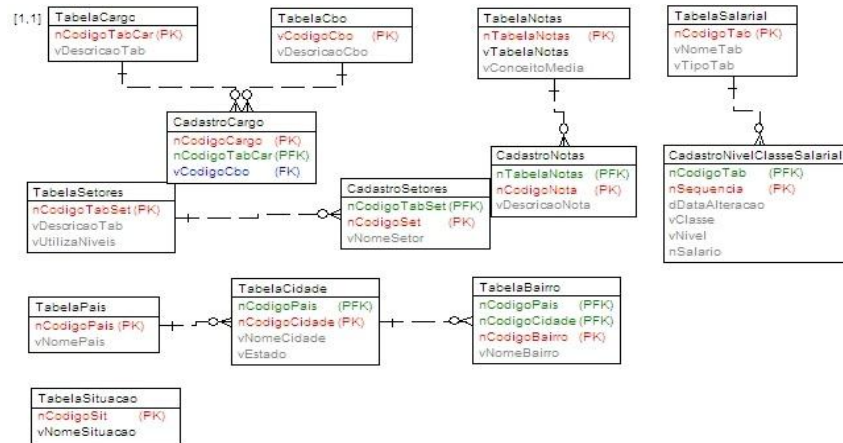 [1,1]
TabelaCargo
nCodigoTabCar (PK)
vDescricaoTab
TabelaCbo
vCodigoCbo (PK)
vDescricaoCbo
TabelaNotas
nTabelaNotas (PK)
vTabelaNotas
vConceitoMedia
TabelaSalarial
nCodigoTab (PK)
vNomeTab
vTipoTab
CadastroCargo
nCodigoCargo (PK)
nCodigoTabCar (PFK)
vCodigoCbo (FK)
CadastroNotas
nTabelaNotas (PFK)
nCodigoNota (PK)
vDescricaoNota
CadastroNivelClasseSalarial
nCodigoTab (PFK)
nSequencia (PK)
dDataAlteracao
vClasse
vNivel
nSalario
TabelaSetores
nCodigoTabSet (PK)
vDescricaoTab
vUtilizaNiveis
CadastroSetores
nCodigoTabSet (PFK)
nCodigoSet (PK)
vNomeSetor
TabelaPais
nCodigoPais (PK)
vNomePais
TabelaCidade
nCodigoPais (PFK)
nCodigoCidade (PK)
vNomeCidade
vEstado
TabelaBairro
nCodigoPais (PFK)
nCodigoCidade (PFK)
nCodigoBairro (PK)
vNomeBairro
TabelaSituacao
nCodigoSit (PK)
vNomeSituacao